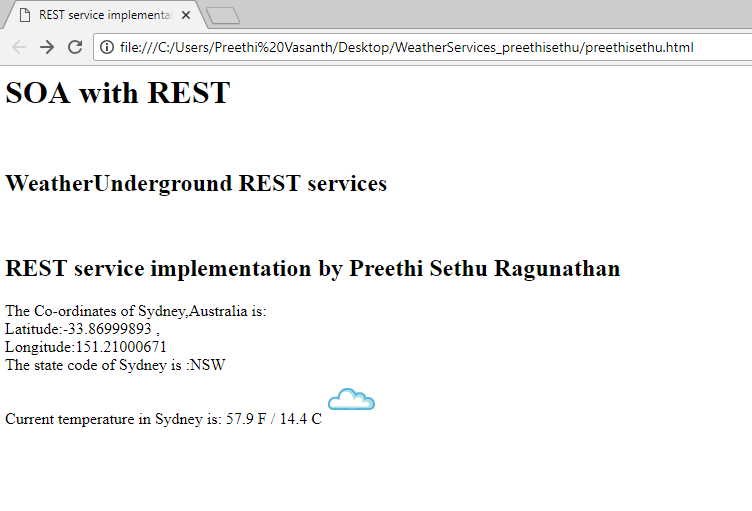 REST service implementa
file:///C:/Users/Preethi%20Vasanth/Desktop/WeatherServices_preethisethu/preethisethu.html
SOA with REST
WeatherUnderground REST services
REST service implementation by Preethi Sethu Ragunathan
The Co-ordinates of Sydney,Australia is:
Latitude:-33.86999893 ,
Longitude:151.21000671
The state code of Sydney is :NSW
Current temperature in Sydney is: 57.9 F / 14.4 C